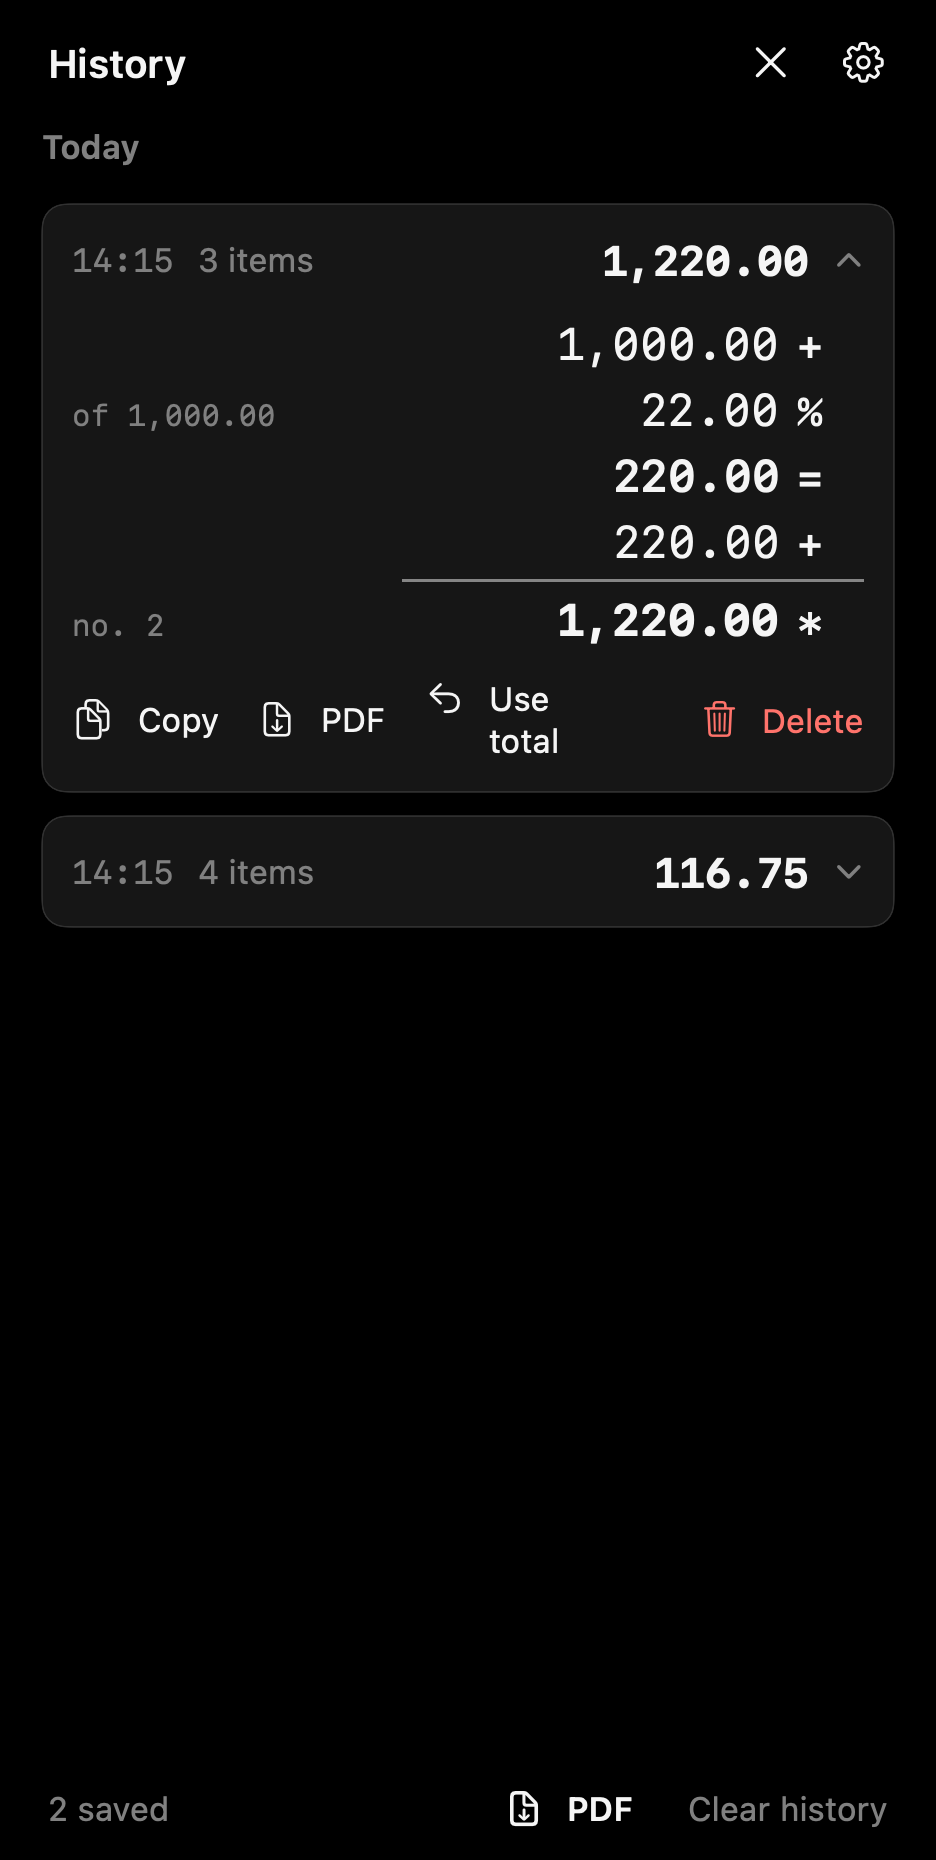 History
Today
14:15 3 items 1,220.00
1,000.00 +
of 1,000.00 22.00 %
220.00 =
220.00 +
no. 2 1,220.00 *
Copy PDF Use total Delete
14:15 4 items 116.75
2 saved PDF Clear history